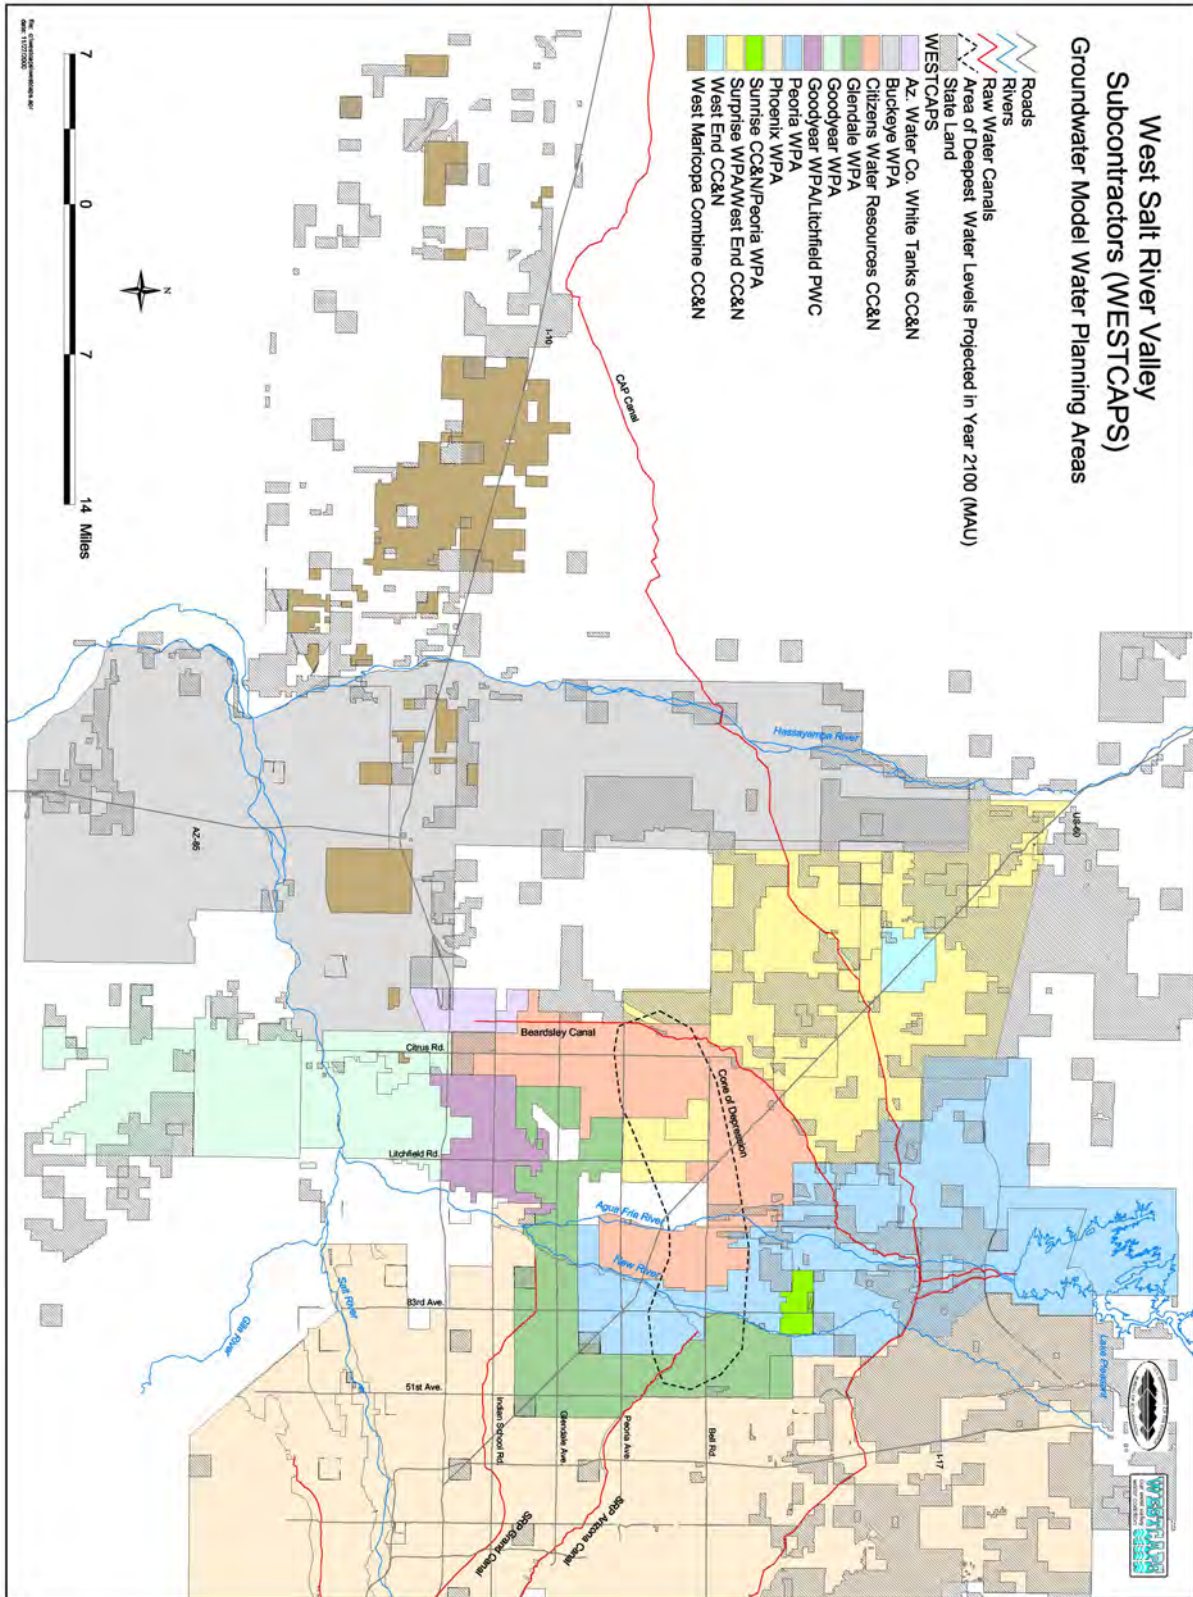 West Salt River Valley
Subcontractors (WESTCAPS)
Groundwater Model Water Planning Areas
Roads
Rivers
Raw Water Canals
Area of Deepest Water Levels Projected in Year 2100 (MAU)
State Land
WESTCAPS
Az. Water Co. White Tanks CC&N
Buckeye WPA
Citizens Water Resources CC&N
Glendale WPA
Goodyear WPA
Goodyear WPA/Litchfield PWC
Peoria WPA
Phoenix WPA
Sunrise CC&N/Peoria WPA
Surprise WPA/West End CC&N
West End CC&N
West Maricopa Combine CC&N
7 0 7 14 Miles
N
I-10
CAP Canal
Hassayampa River
US-60
AZ-85
Beardsley Canal
Citrus Rd.
Cone of Depression
Litchfield Rd.
Agua Fria River
New River
Salt River
Gila River
83rd Ave.
51st Ave.
Indian School Rd.
Glendale Ave.
Peoria Ave.
Bell Rd.
I-17
Lake Pleasant
SRP Grand Canal
SRP Arizona Canal
WESTCAPS